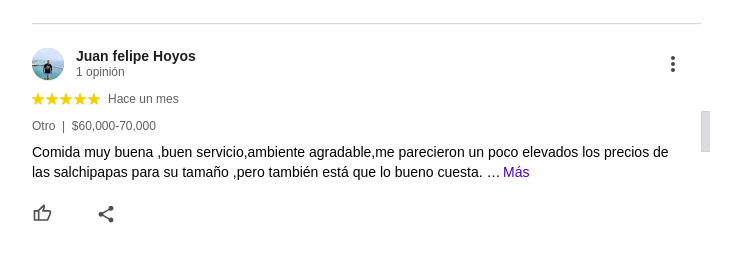 Juan felipe Hoyos
1 opinión
Hace un mes
Otro | $60,000-70,000
Comida muy buena ,buen servicio,ambiente agradable,me parecieron un poco elevados los precios de
las salchipapas para su tamaño ,pero también está que lo bueno cuesta. … Más